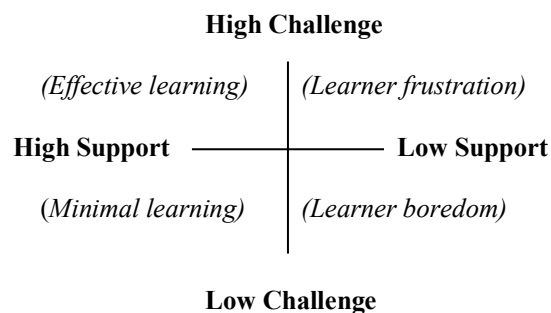 High Challenge
(Effective learning) (Learner frustration)
High Support Low Support
(Minimal learning) (Learner boredom)
Low Challenge